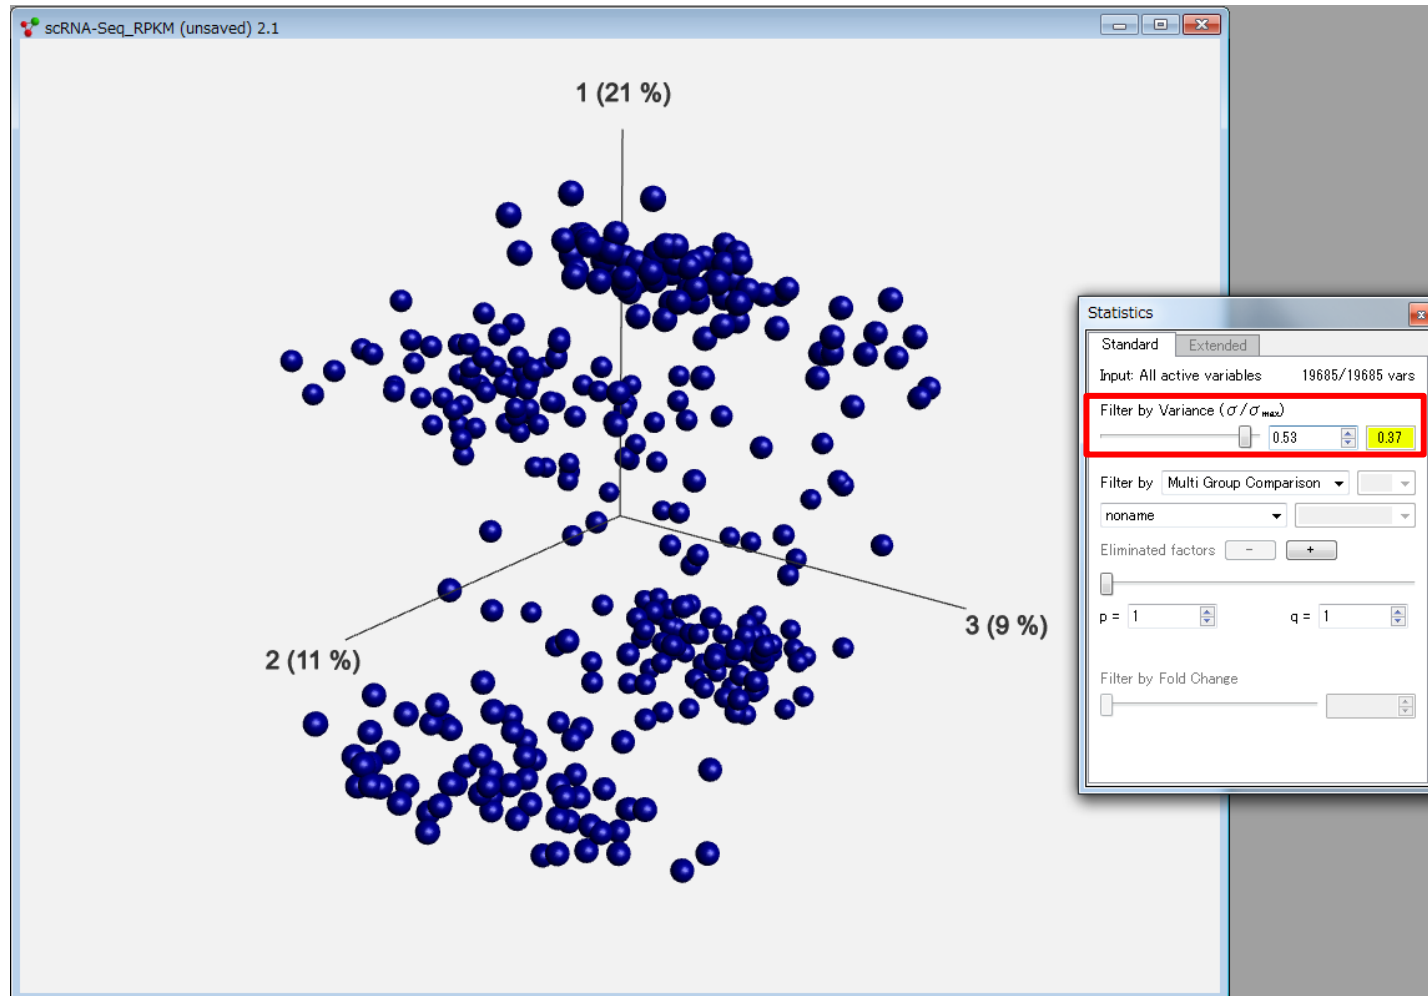 scRNA-Seq_RPKM (unsaved) 2.1
1 (21 %)
2 (11 %)
3 (9 %)
Statistics
Standard Extended
Input: All active variables 19685/19685 vars
Filter by Variance (σ/σmax)
0.53 0.37
Filter by Multi Group Comparison
noname
Eliminated factors - +
p = 1 q = 1
Filter by Fold Change